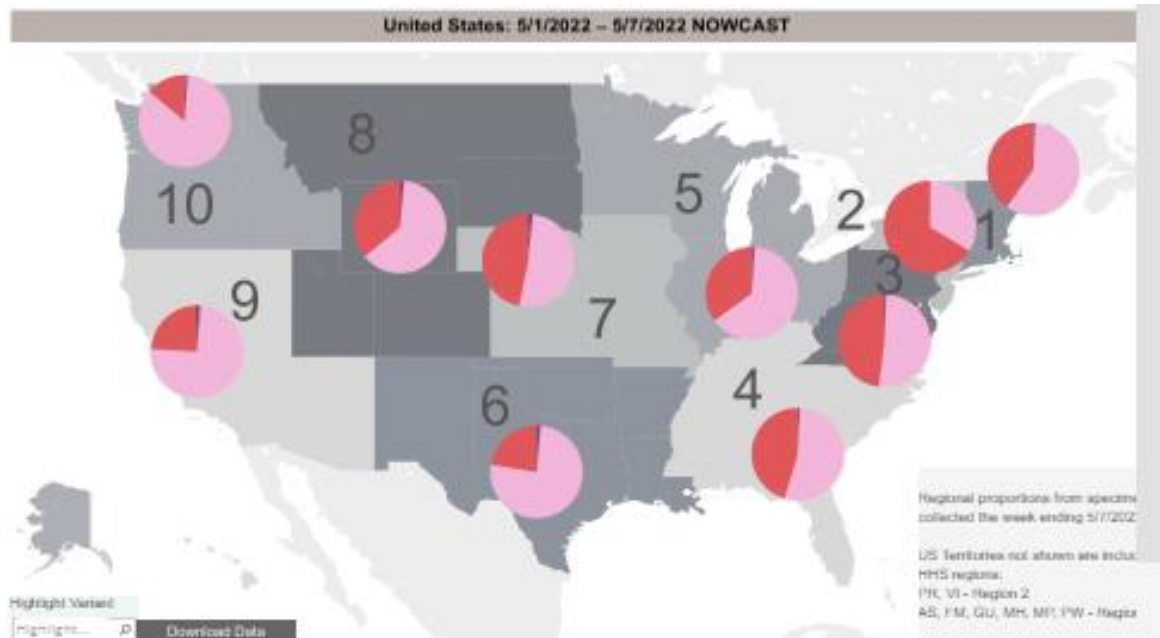 United States: 5/1/2022 – 5/7/2022 NOWCAST
8
5
2
10
1
3
9
7
4
6
Regional proportions from
collected the week ending
US Territories not shown are
HHS regions:
PR, VI - Region 2
AS, FM, GU, MH, MP, PW -
Highlight Variant
Highlight...
Download Data